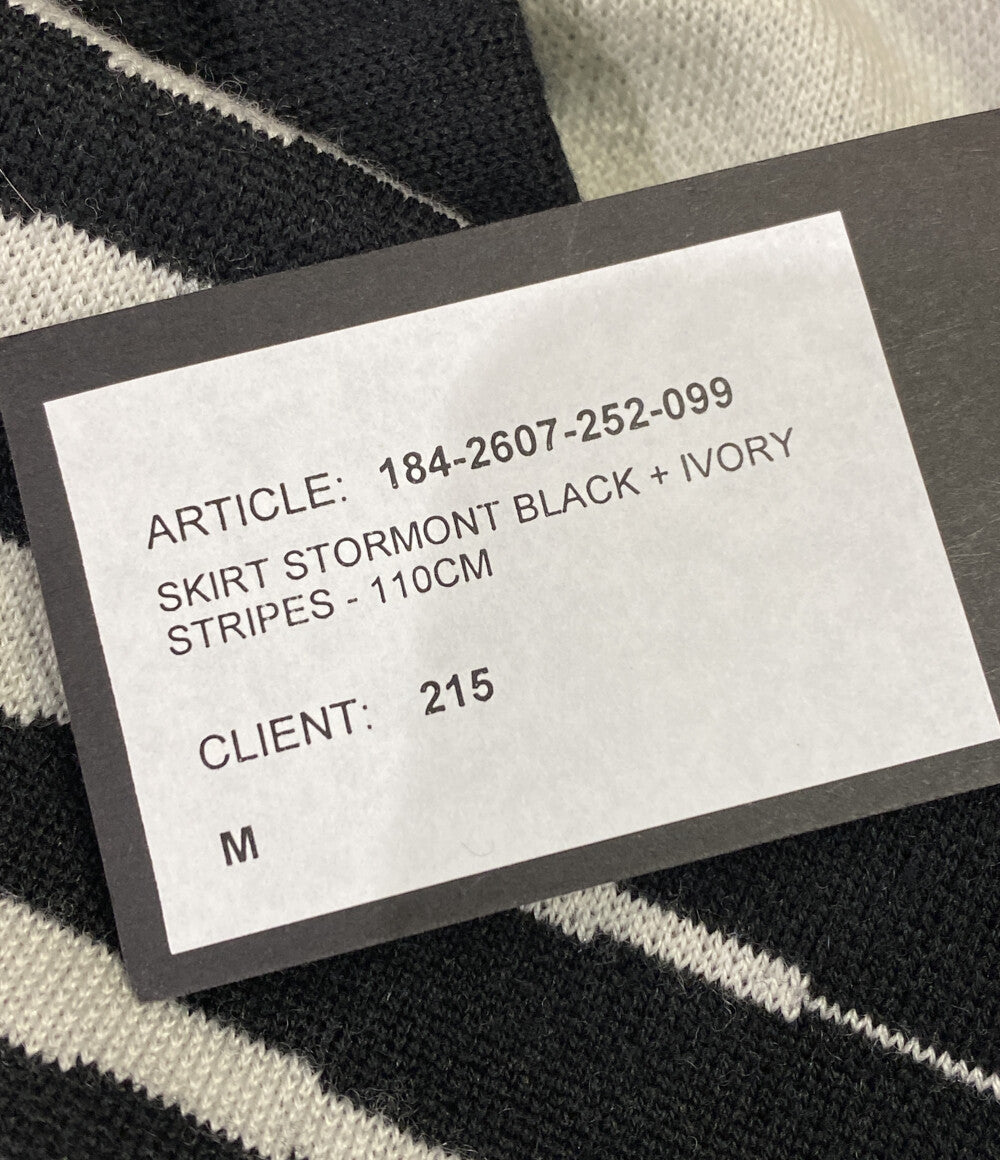 ARTICLE: 184-2607-252-099
SKIRT STORMONT BLACK + IVORY
STRIPES - 110CM
CLIENT: 215
M